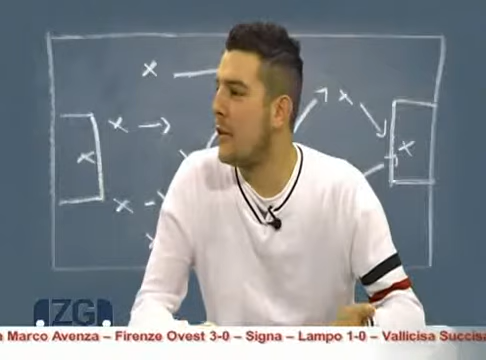 ZG
a Marco Avenza – Firenze Ovest 3-0 – Signa – Lampo 1-0 – Vallicisa Succisa